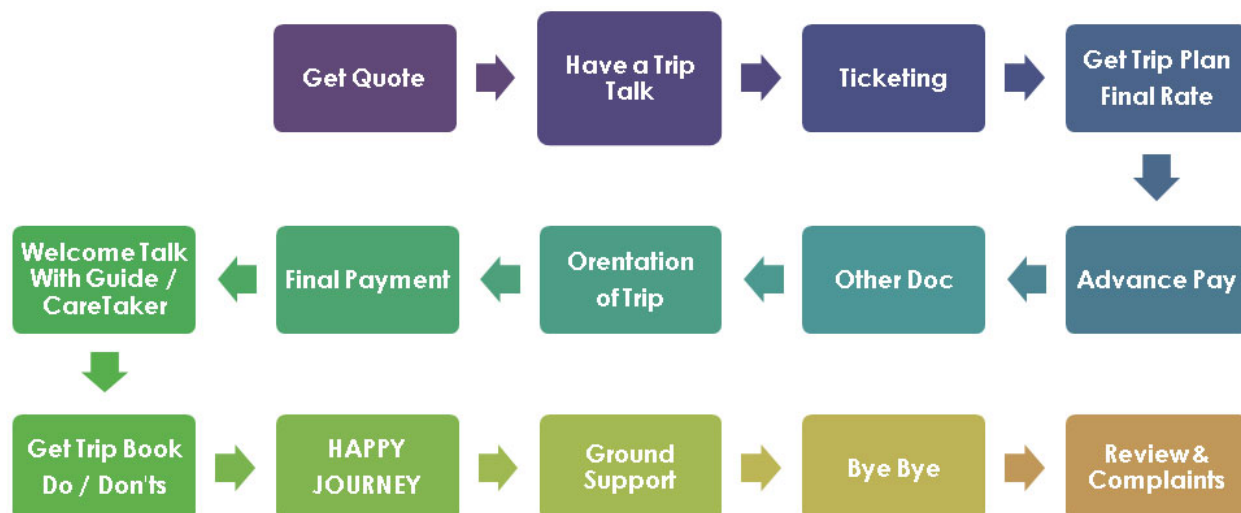 Get Quote
Have a Trip
Talk
Ticketing
Get Trip Plan
Final Rate
Advance Pay
Other Doc
Orentation
of Trip
Final Payment
Welcome Talk
With Guide /
CareTaker
Get Trip Book
Do / Don'ts
HAPPY
JOURNEY
Ground
Support
Bye Bye
Review &
Complaints